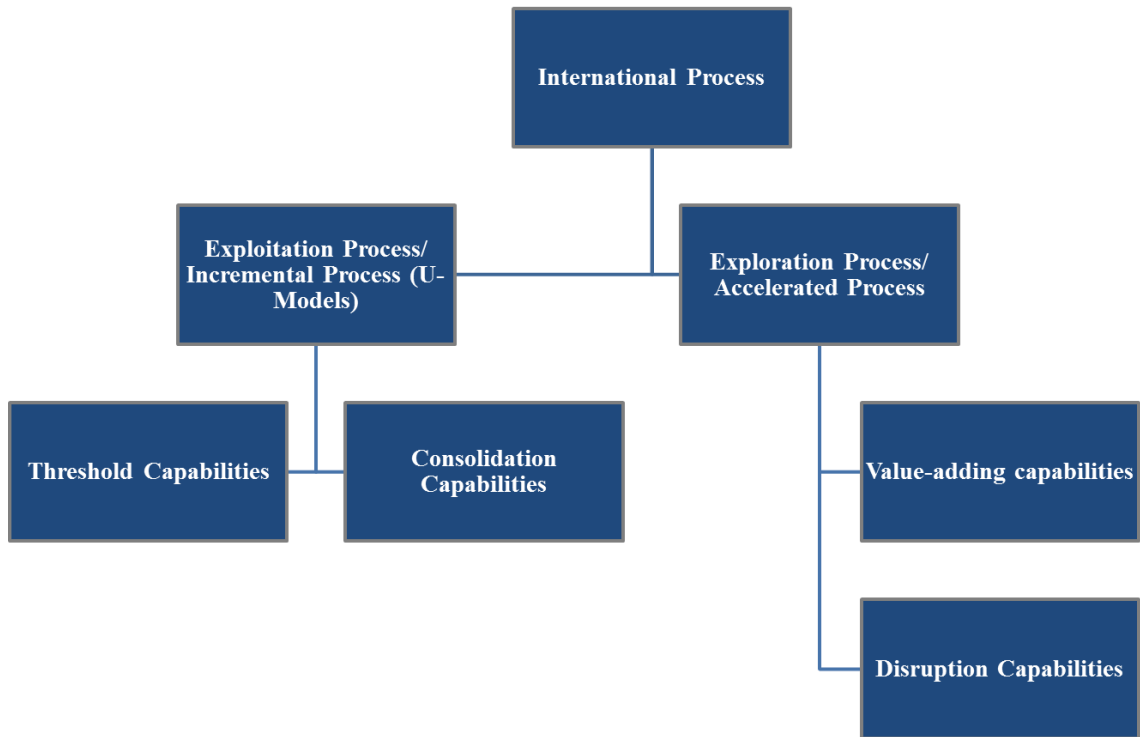 International Process
Exploitation Process/
Incremental Process (U-
Models)
Exploration Process/
Accelerated Process
Threshold Capabilities
Consolidation
Capabilities
Value-adding capabilities
Disruption Capabilities